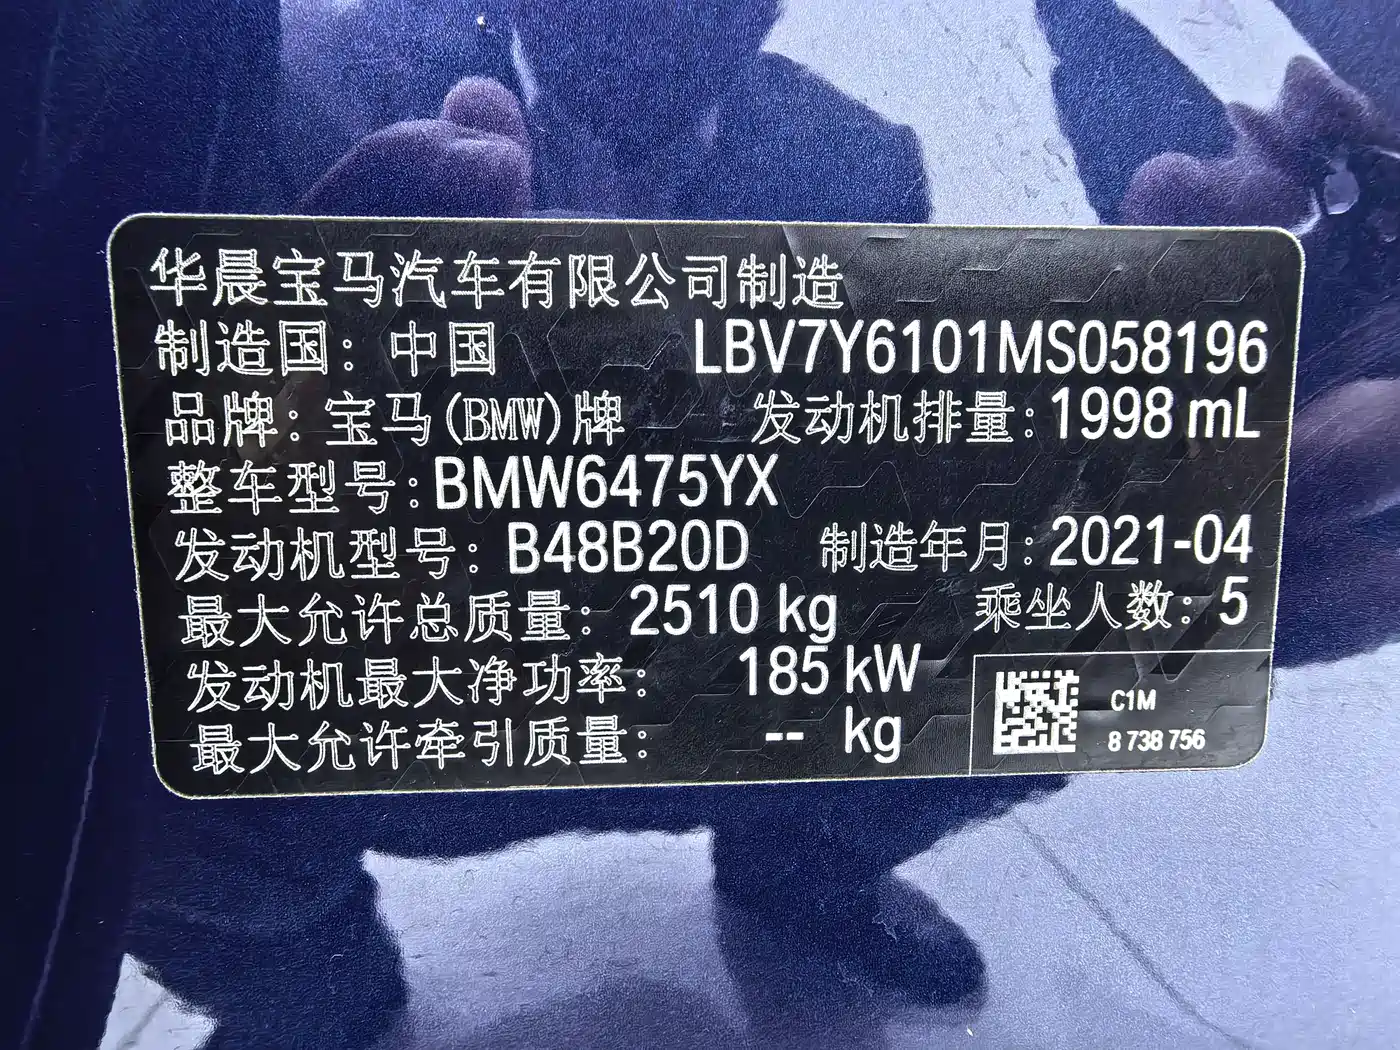 华晨宝马汽车有限公司制造
制造国：中国 LBV7Y6101MS058196
品牌：宝马(BMW)牌 发动机排量：1998 mL
整车型号：BMW6475YX
发动机型号：B48B20D 制造年月：2021-04
最大允许总质量：2510 kg 乘坐人数：5
发动机最大净功率：185 kW
最大允许牵引质量：-- kg
C1M
8 738 756